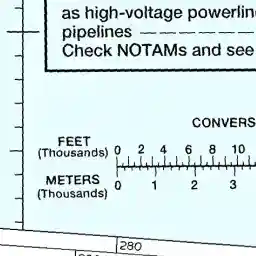 as high-voltage
pipelines
Check NOTAMs and see
CONVERS
FEET 0 2 4 6 8 10
(Thousands)
METERS 0 1 2 3
(Thousands)
280